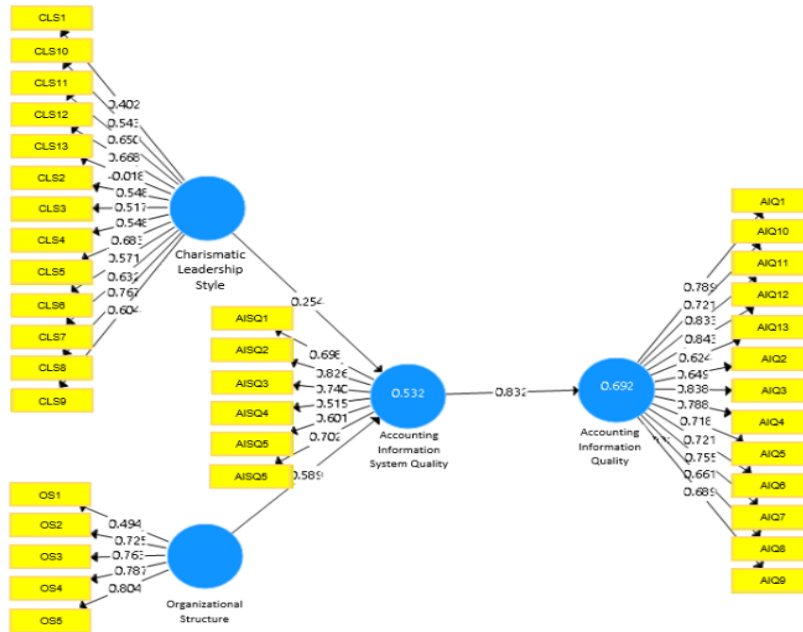 CLS1
CLS10
CLS11
CLS12
CLS13
CLS2
CLS3
CLS4
CLS5
CLS6
CLS7
CLS8
CLS9
0.402
0.543
0.650
0.668
-0.018
0.548
0.517
0.548
0.683
0.571
0.632
0.767
0.604
Charismatic
Leadership
Style
0.254
AISQ1
AISQ2
AISQ3
AISQ4
AISQ5
AISQ5
0.698
0.826
0.740
0.515
0.601
0.702
0.589
0.532
Accounting
Information
System Quality
0.832
0.692
Accounting
Information
Quality
0.789
0.721
0.833
0.843
0.624
0.649
0.838
0.788
0.718
0.721
0.755
0.661
0.689
AIQ1
AIQ10
AIQ11
AIQ12
AIQ13
AIQ2
AIQ3
AIQ4
AIQ5
AIQ6
AIQ7
AIQ8
AIQ9
OS1
OS2
OS3
OS4
OS5
0.494
0.725
0.763
0.787
0.804
Organizational
Structure